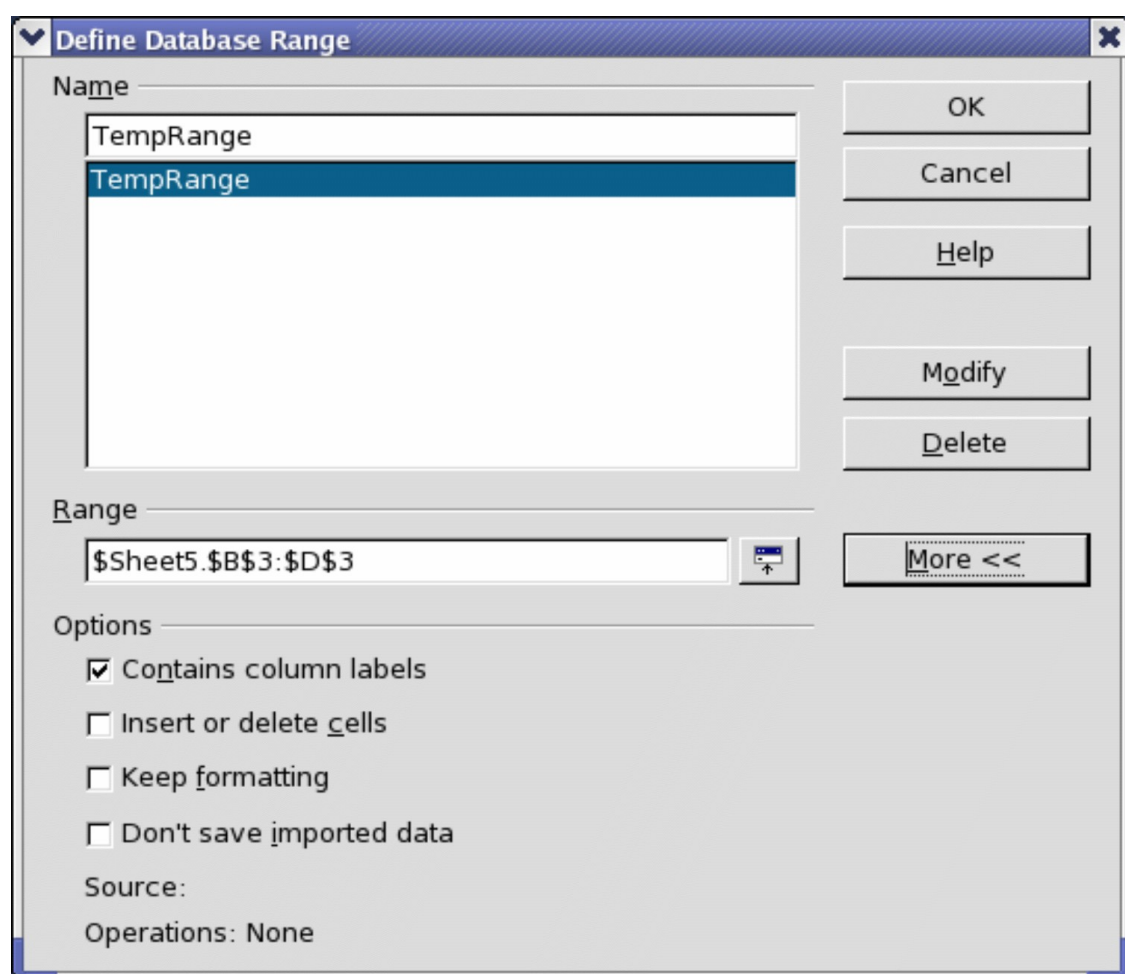 Define Database Range
Name
TempRange
TempRange
OK
Cancel
Help
Modify
Delete
Range
$Sheet5.$B$3:$D$3
More <<
Options
Contains column labels
Insert or delete cells
Keep formatting
Don't save imported data
Source:
Operations: None